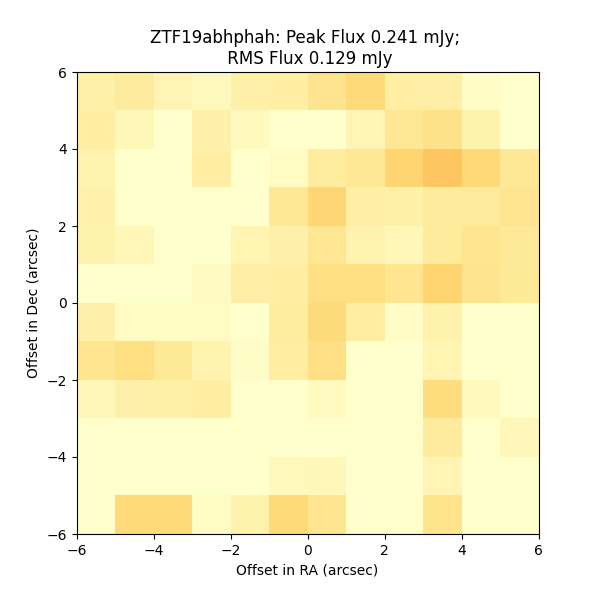 ZTF19abhphah: Peak Flux 0.241 mJy;
RMS Flux 0.129 mJy
6
4
2
0
−2
−4
−6
Offset in Dec (arcsec)
−6 −4 −2 0 2 4 6
Offset in RA (arcsec)